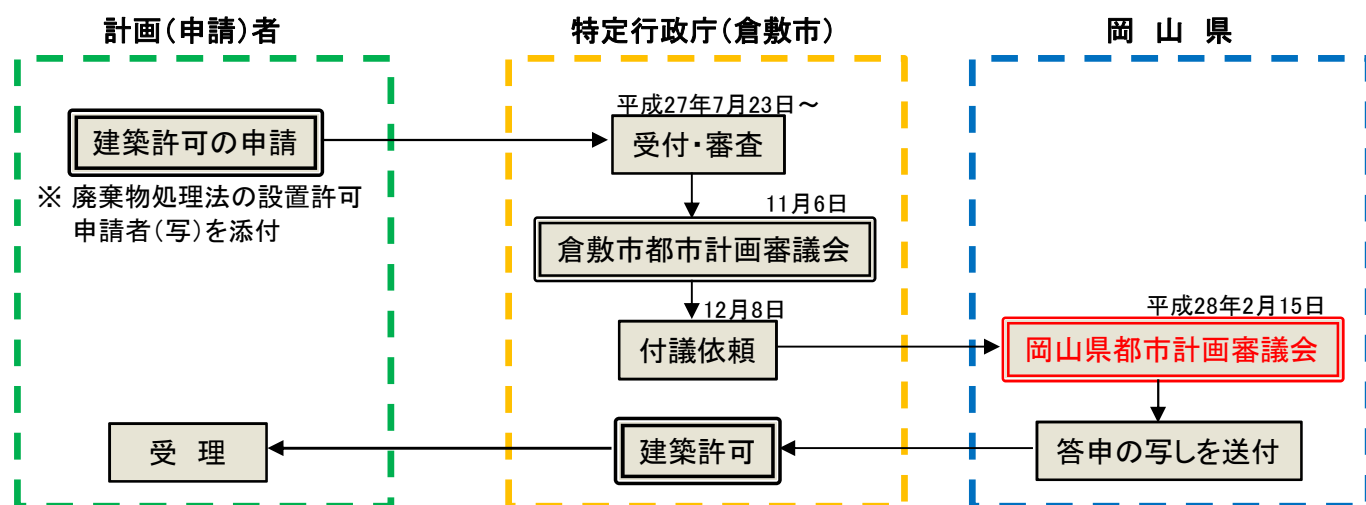 計画(申請)者
特定行政庁(倉敷市)
岡 山 県
平成27年7月23日～
建築許可の申請
受付・審査
※ 廃棄物処理法の設置許可
申請者(写)を添付
11月6日
倉敷市都市計画審議会
12月8日
付議依頼
平成28年2月15日
岡山県都市計画審議会
受 理
建築許可
答申の写しを送付